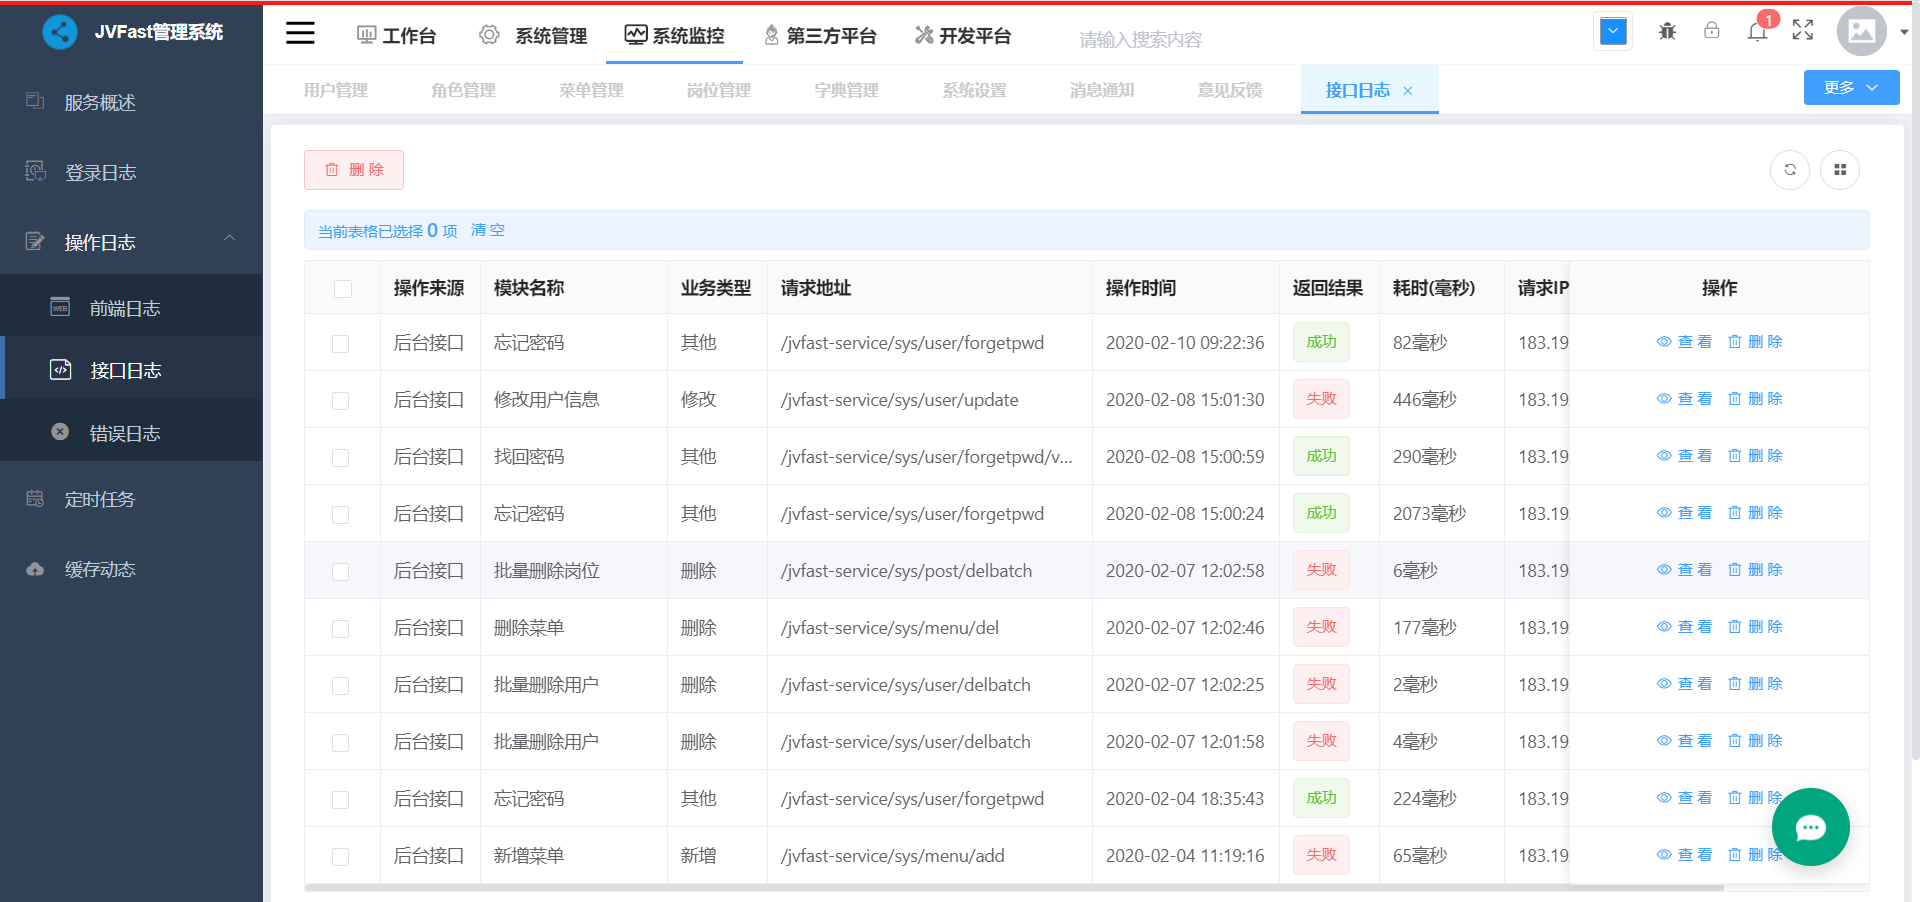 JVFast管理系统
工作台 系统管理 系统监控 第三方平台 开发平台 请输入搜索内容 1
用户管理 角色管理 菜单管理 岗位管理 字典管理 系统设置 消息通知 意见反馈 接口日志 更多
服务概述
登录日志
操作日志
前端日志
接口日志
错误日志
定时任务
缓存动态
删 除
当前表格已选择 0 项 清 空
操作来源 模块名称 业务类型 请求地址 操作时间 返回结果 耗时(毫秒) 请求IP 操作
后台接口 忘记密码 其他 /jvfast-service/sys/user/forgetpwd 2020-02-10 09:22:36 成功 82毫秒 183.19 查 看 删 除
后台接口 修改用户信息 修改 /jvfast-service/sys/user/update 2020-02-08 15:01:30 失败 446毫秒 183.19 查 看 删 除
后台接口 找回密码 其他 /jvfast-service/sys/user/forgetpwd/v... 2020-02-08 15:00:59 成功 290毫秒 183.19 查 看 删 除
后台接口 忘记密码 其他 /jvfast-service/sys/user/forgetpwd 2020-02-08 15:00:24 成功 2073毫秒 183.19 查 看 删 除
后台接口 批量删除岗位 删除 /jvfast-service/sys/post/delbatch 2020-02-07 12:02:58 失败 6毫秒 183.19 查 看 删 除
后台接口 删除菜单 删除 /jvfast-service/sys/menu/del 2020-02-07 12:02:46 失败 177毫秒 183.19 查 看 删 除
后台接口 批量删除用户 删除 /jvfast-service/sys/user/delbatch 2020-02-07 12:02:25 失败 2毫秒 183.19 查 看 删 除
后台接口 批量删除用户 删除 /jvfast-service/sys/user/delbatch 2020-02-07 12:01:58 失败 4毫秒 183.19 查 看 删 除
后台接口 忘记密码 其他 /jvfast-service/sys/user/forgetpwd 2020-02-04 18:35:43 成功 224毫秒 183.19 查 看 删 除
后台接口 新增菜单 新增 /jvfast-service/sys/menu/add 2020-02-04 11:19:16 失败 65毫秒 183.19 查 看 删 除